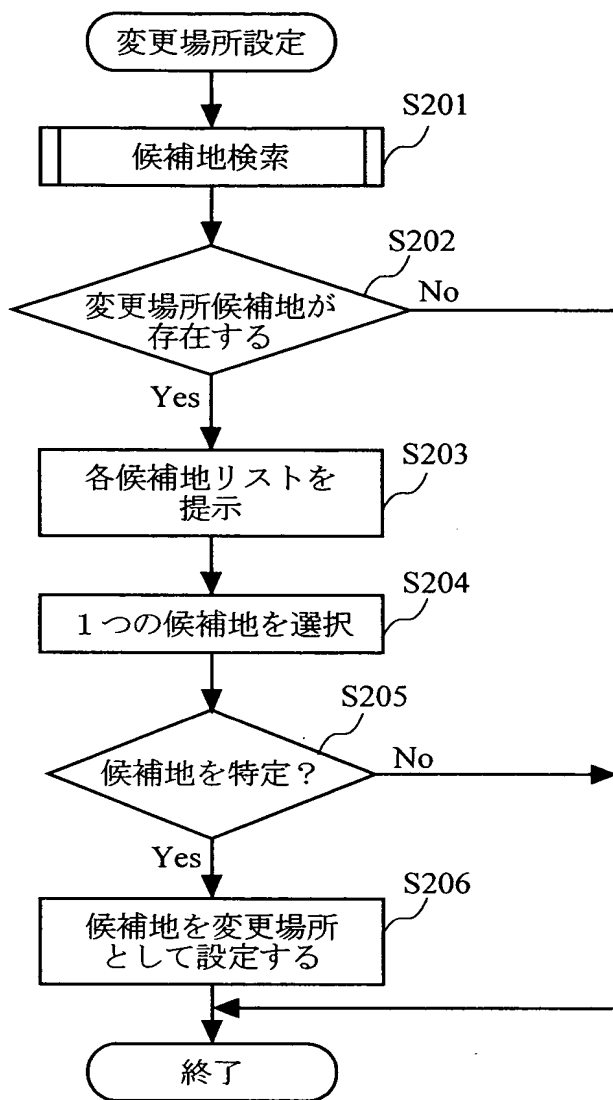 変更場所設定
S201
候補地検索
S202
変更場所候補地が
存在する
No
Yes
S203
各候補地リストを
提示
S204
１つの候補地を選択
S205
候補地を特定？
No
Yes
S206
候補地を変更場所
として設定する
終了